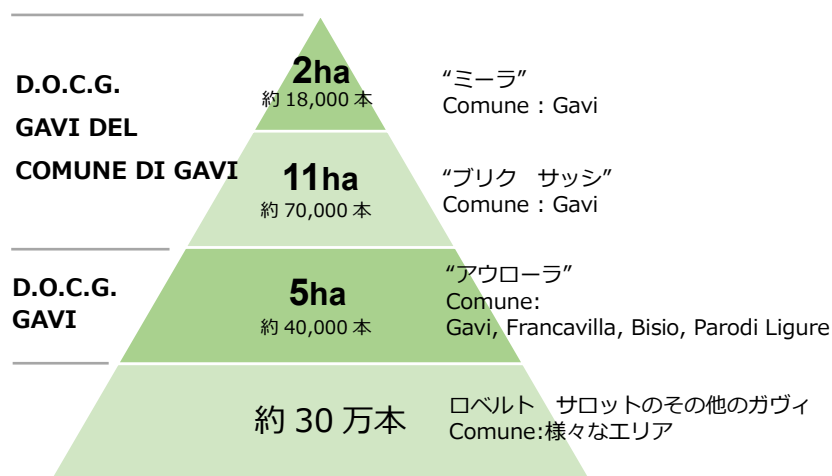 D.O.C.G.
GAVI DEL
COMUNE DI GAVI
2ha
約 18,000 本
“ミーラ”
Comune : Gavi
11ha
約 70,000 本
“ブリク　サッシ”
Comune : Gavi
D.O.C.G.
GAVI
5ha
約 40,000 本
“アウローラ”
Comune:
Gavi, Francavilla, Bisio, Parodi Ligure
約 30 万本
ロベルト　サロットのその他のガヴィ
Comune:様々なエリア